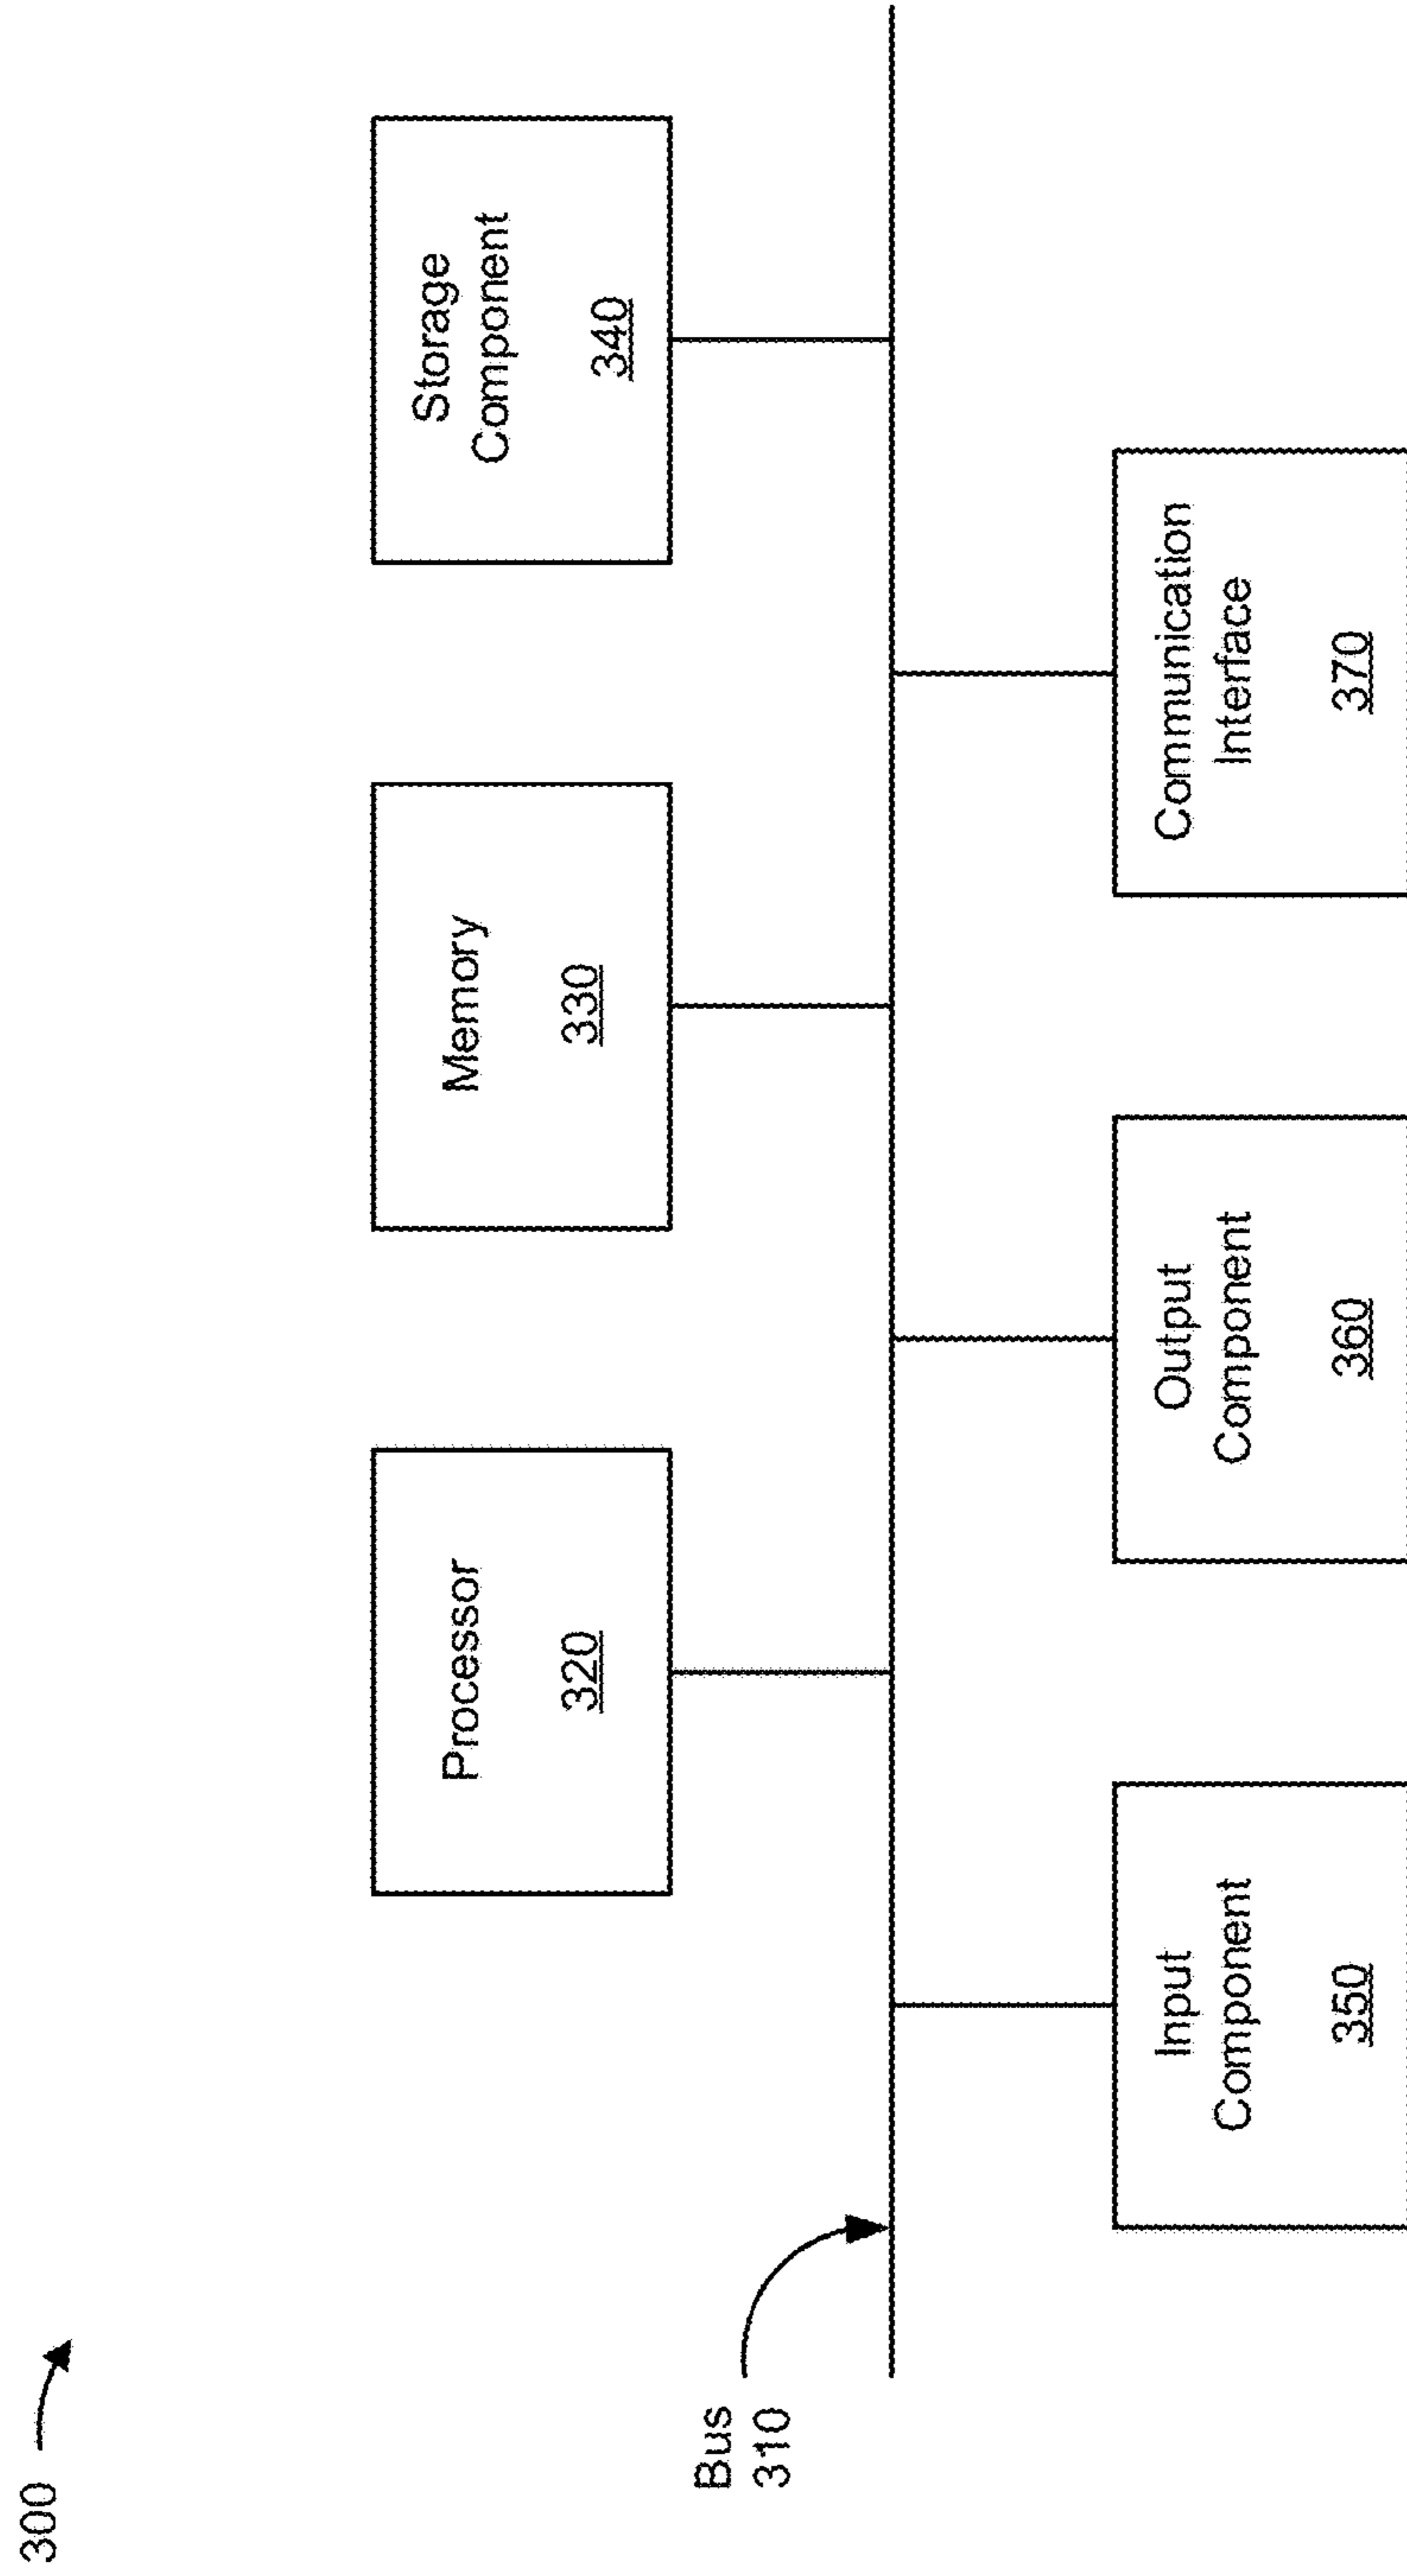 300
Processor
320
Memory
330
Storage
Component
340
Bus
310
Input
Component
350
Output
Component
360
Communication
Interface
370